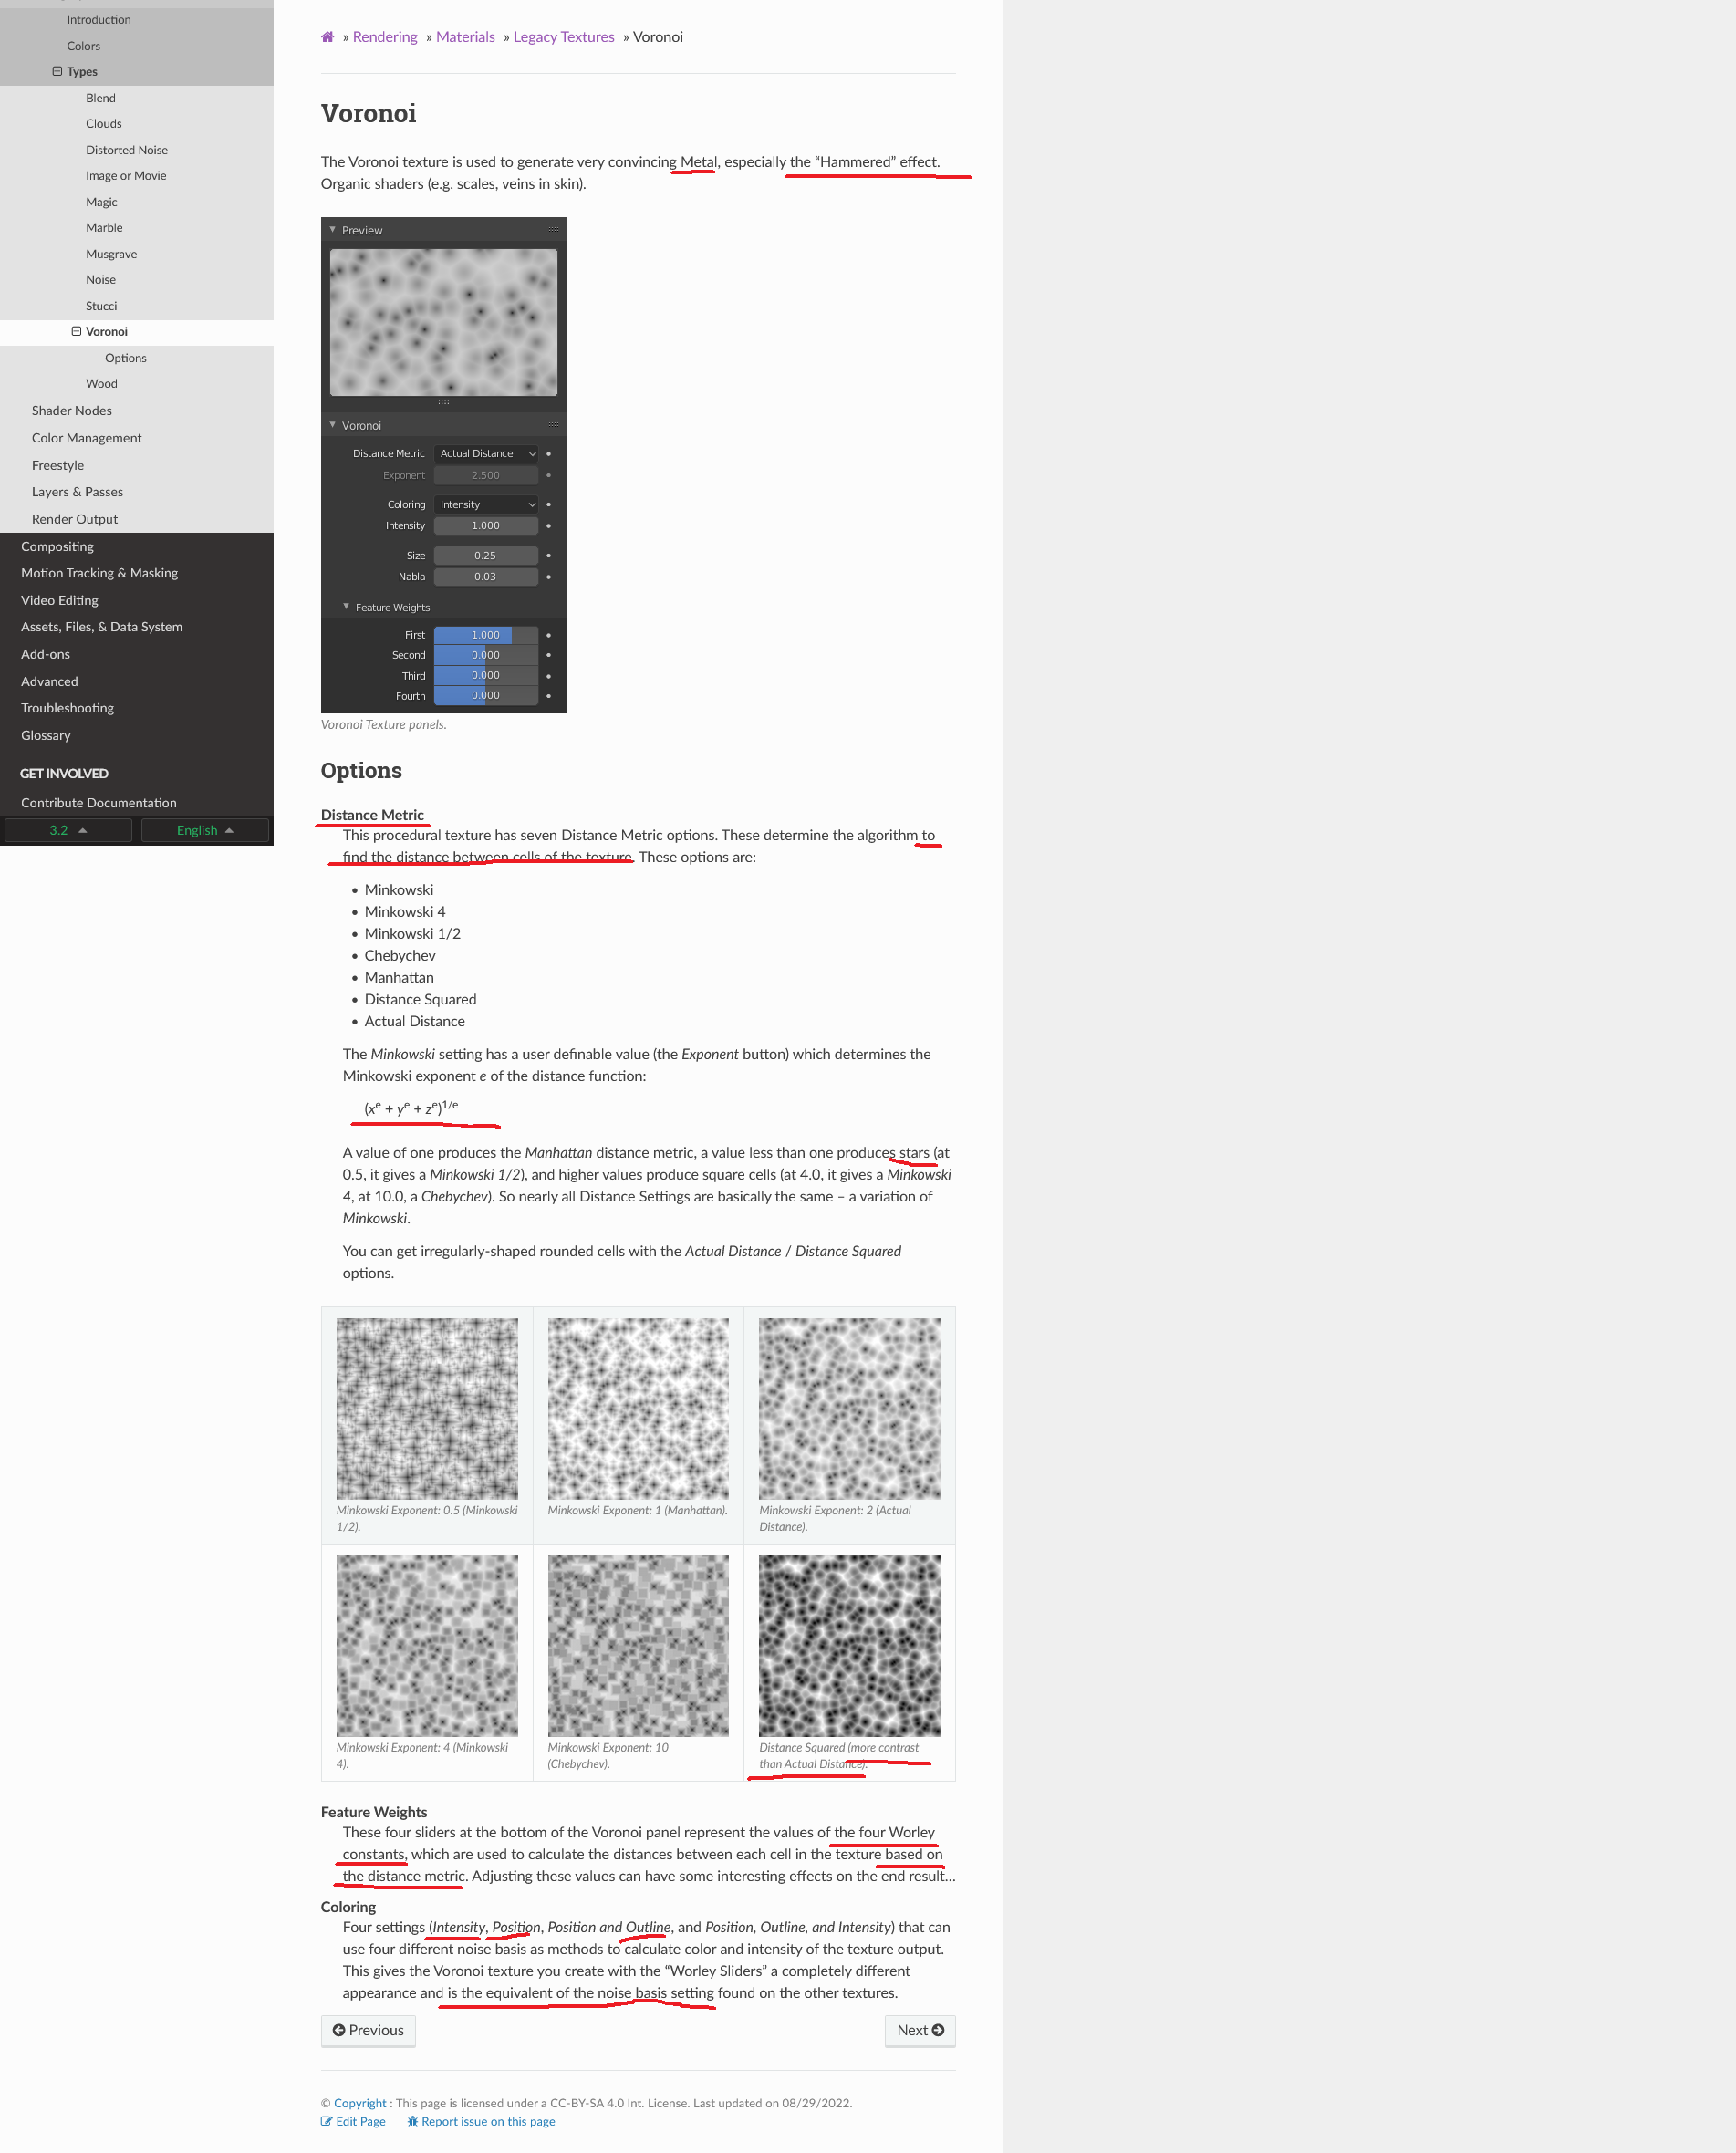 Introduction
Colors
Types
Blend
Clouds
Distorted Noise
Image or Movie
Magic
Marble
Musgrave
Noise
Stucci
Voronoi
Options
Wood
Shader Nodes
Color Management
Freestyle
Layers & Passes
Render Output
Compositing
Motion Tracking & Masking
Video Editing
Assets, Files, & Data System
Add-ons
Advanced
Troubleshooting
Glossary
GET INVOLVED
Contribute Documentation
3.2 English
» Rendering » Materials » Legacy Textures » Voronoi
Voronoi
The Voronoi texture is used to generate very convincing Metal, especially the “Hammered” effect.
Organic shaders (e.g. scales, veins in skin).
Preview
Voronoi
Distance Metric Actual Distance
Exponent 2.500
Coloring Intensity
Intensity 1.000
Size 0.25
Nabla 0.03
Feature Weights
First 1.000
Second 0.000
Third 0.000
Fourth 0.000
Voronoi Texture panels.
Options
Distance Metric
This procedural texture has seven Distance Metric options. These determine the algorithm to
find the distance between cells of the texture. These options are:
• Minkowski
• Minkowski 4
• Minkowski 1/2
• Chebychev
• Manhattan
• Distance Squared
• Actual Distance
The Minkowski setting has a user definable value (the Exponent button) which determines the
Minkowski exponent e of the distance function:
(xᵉ + yᵉ + zᵉ)¹ᐟᵉ
A value of one produces the Manhattan distance metric, a value less than one produces stars (at
0.5, it gives a Minkowski 1/2), and higher values produce square cells (at 4.0, it gives a Minkowski
4, at 10.0, a Chebychev). So nearly all Distance Settings are basically the same – a variation of
Minkowski.
You can get irregularly-shaped rounded cells with the Actual Distance / Distance Squared
options.
Minkowski Exponent: 0.5 (Minkowski
1/2).
Minkowski Exponent: 1 (Manhattan).
Minkowski Exponent: 2 (Actual
Distance).
Minkowski Exponent: 4 (Minkowski
4).
Minkowski Exponent: 10
(Chebychev).
Distance Squared (more contrast
than Actual Distance).
Feature Weights
These four sliders at the bottom of the Voronoi panel represent the values of the four Worley
constants, which are used to calculate the distances between each cell in the texture based on
the distance metric. Adjusting these values can have some interesting effects on the end result…
Coloring
Four settings (Intensity, Position, Position and Outline, and Position, Outline, and Intensity) that can
use four different noise basis as methods to calculate color and intensity of the texture output.
This gives the Voronoi texture you create with the “Worley Sliders” a completely different
appearance and is the equivalent of the noise basis setting found on the other textures.
Previous Next
© Copyright : This page is licensed under a CC-BY-SA 4.0 Int. License. Last updated on 08/29/2022.
Edit Page Report issue on this page